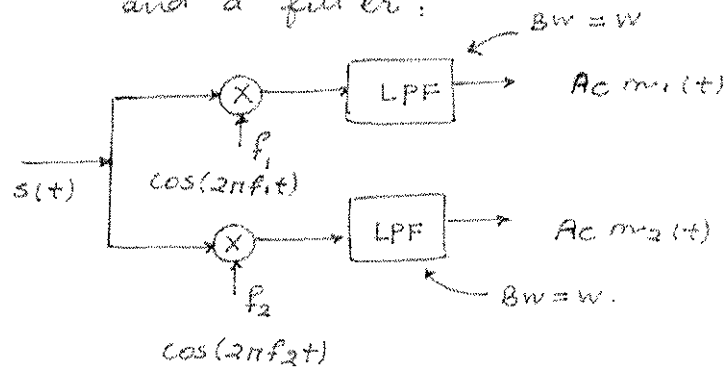 and a filter.
BW = W
X
LPF
Ac m₁(t)
f₁
s(t)
cos(2πf₁t)
X
LPF
Ac m₂(t)
f₂
BW = W.
cos(2πf₂t)